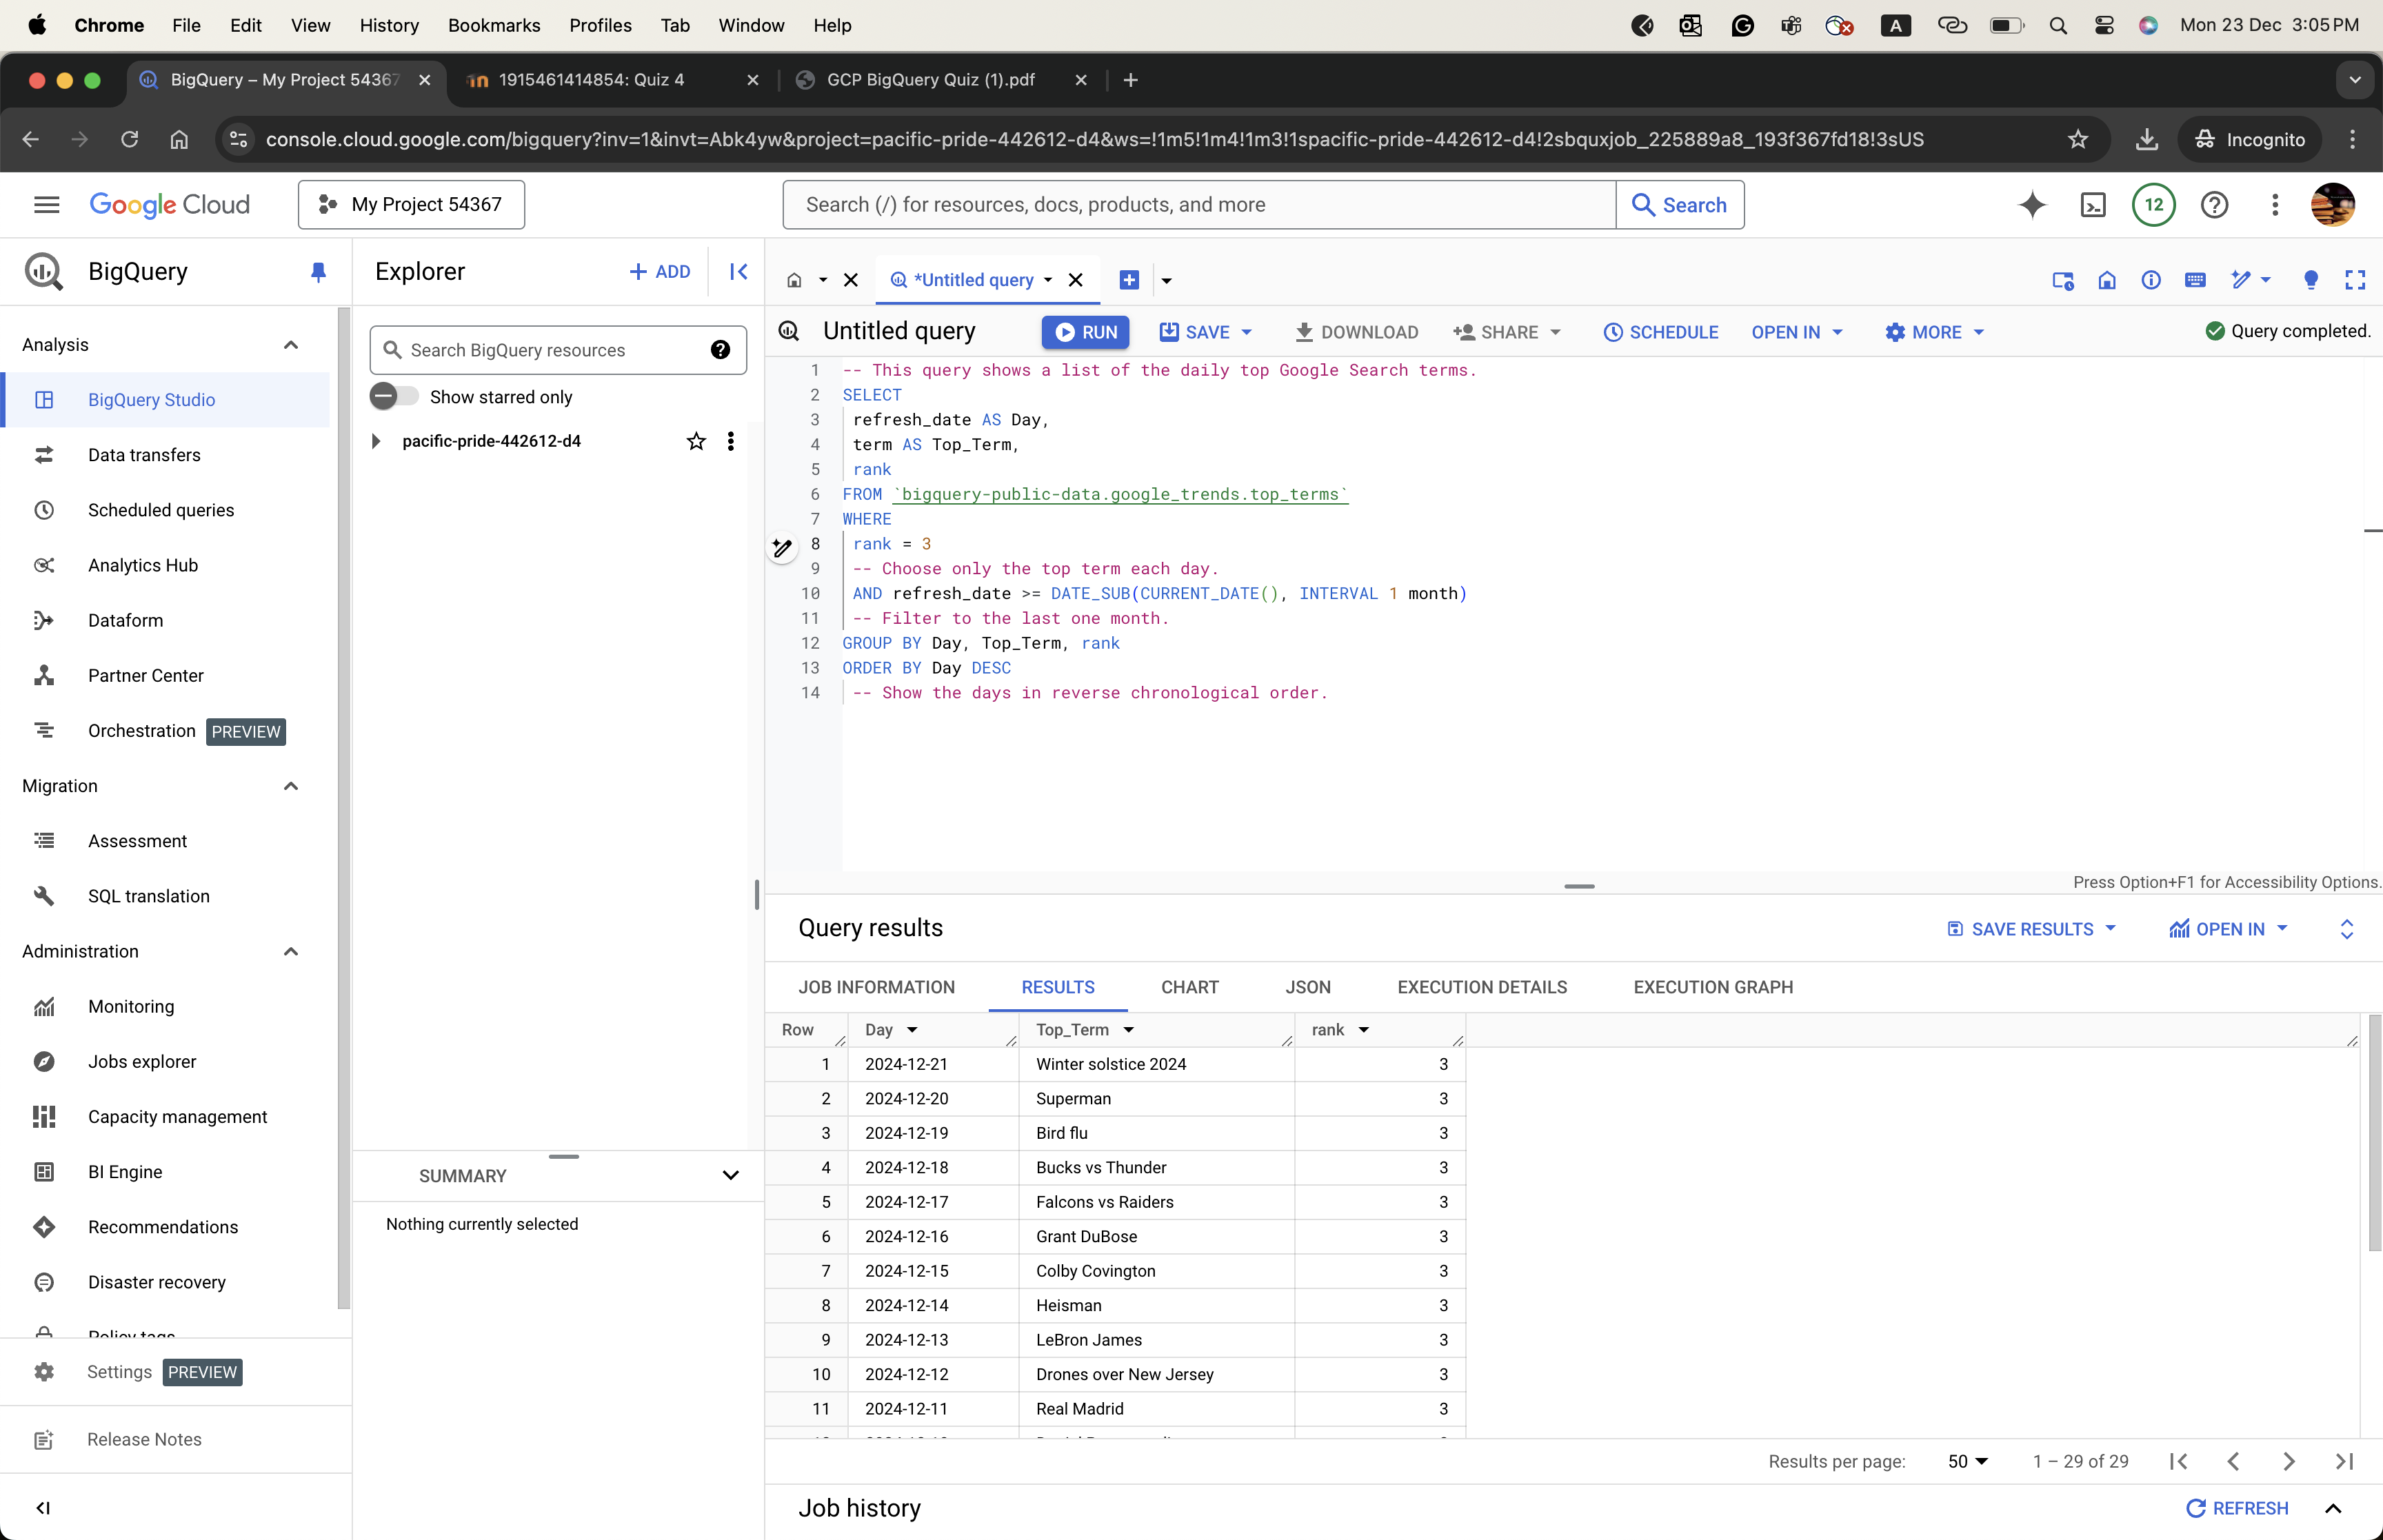 Chrome File Edit View History Bookmarks Profiles Tab Window Help A Mon 23 Dec 3:05 PM
BigQuery – My Project 54367 1915461414854: Quiz 4 GCP BigQuery Quiz (1).pdf
console.cloud.google.com/bigquery?inv=1&invt=Abk4yw&project=pacific-pride-442612-d4&ws=!1m5!1m4!1m3!1spacific-pride-442612-d4!2sbquxjob_225889a8_193f367fd18!3sUS Incognito
Google Cloud My Project 54367 Search (/) for resources, docs, products, and more Search 12
BigQuery
Analysis
BigQuery Studio
Data transfers
Scheduled queries
Analytics Hub
Dataform
Partner Center
Orchestration PREVIEW
Migration
Assessment
SQL translation
Administration
Monitoring
Jobs explorer
Capacity management
BI Engine
Recommendations
Disaster recovery
Policy tags
Settings PREVIEW
Release Notes
Explorer + ADD
Search BigQuery resources
Show starred only
pacific-pride-442612-d4
SUMMARY
Nothing currently selected
*Untitled query
Untitled query RUN SAVE DOWNLOAD SHARE SCHEDULE OPEN IN MORE Query completed.
1 -- This query shows a list of the daily top Google Search terms.
2 SELECT
3 refresh_date AS Day,
4 term AS Top_Term,
5 rank
6 FROM `bigquery-public-data.google_trends.top_terms`
7 WHERE
8 rank = 3
9 -- Choose only the top term each day.
10 AND refresh_date >= DATE_SUB(CURRENT_DATE(), INTERVAL 1 month)
11 -- Filter to the last one month.
12 GROUP BY Day, Top_Term, rank
13 ORDER BY Day DESC
14 -- Show the days in reverse chronological order.
Press Option+F1 for Accessibility Options.
Query results SAVE RESULTS OPEN IN
JOB INFORMATION RESULTS CHART JSON EXECUTION DETAILS EXECUTION GRAPH
Row Day Top_Term rank
1 2024-12-21 Winter solstice 2024 3
2 2024-12-20 Superman 3
3 2024-12-19 Bird flu 3
4 2024-12-18 Bucks vs Thunder 3
5 2024-12-17 Falcons vs Raiders 3
6 2024-12-16 Grant DuBose 3
7 2024-12-15 Colby Covington 3
8 2024-12-14 Heisman 3
9 2024-12-13 LeBron James 3
10 2024-12-12 Drones over New Jersey 3
11 2024-12-11 Real Madrid 3
Results per page: 50 1 – 29 of 29
Job history REFRESH